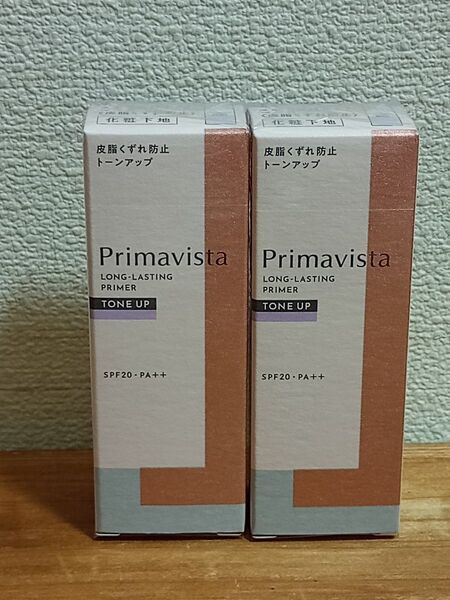 化粧下地
皮脂くずれ防止
トーンアップ
Primavista
LONG-LASTING
PRIMER
TONE UP
SPF20・PA++
化粧下地
皮脂くずれ防止
トーンアップ
Primavista
LONG-LASTING
PRIMER
TONE UP
SPF20・PA++